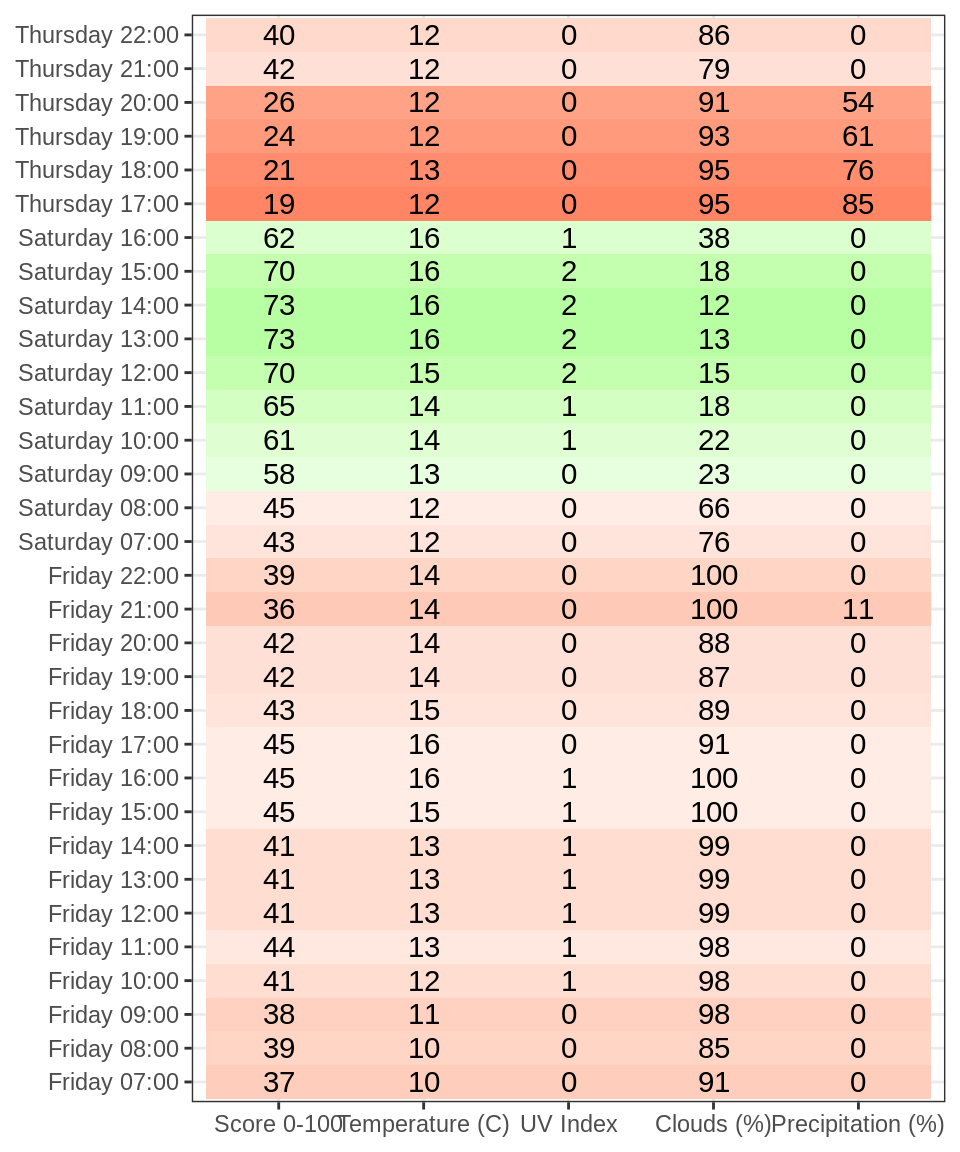 Thursday 22:00 40 12 0 86 0
Thursday 21:00 42 12 0 79 0
Thursday 20:00 26 12 0 91 54
Thursday 19:00 24 12 0 93 61
Thursday 18:00 21 13 0 95 76
Thursday 17:00 19 12 0 95 85
Saturday 16:00 62 16 1 38 0
Saturday 15:00 70 16 2 18 0
Saturday 14:00 73 16 2 12 0
Saturday 13:00 73 16 2 13 0
Saturday 12:00 70 15 2 15 0
Saturday 11:00 65 14 1 18 0
Saturday 10:00 61 14 1 22 0
Saturday 09:00 58 13 0 23 0
Saturday 08:00 45 12 0 66 0
Saturday 07:00 43 12 0 76 0
Friday 22:00 39 14 0 100 0
Friday 21:00 36 14 0 100 11
Friday 20:00 42 14 0 88 0
Friday 19:00 42 14 0 87 0
Friday 18:00 43 15 0 89 0
Friday 17:00 45 16 0 91 0
Friday 16:00 45 16 1 100 0
Friday 15:00 45 15 1 100 0
Friday 14:00 41 13 1 99 0
Friday 13:00 41 13 1 99 0
Friday 12:00 41 13 1 99 0
Friday 11:00 44 13 1 98 0
Friday 10:00 41 12 1 98 0
Friday 09:00 38 11 0 98 0
Friday 08:00 39 10 0 85 0
Friday 07:00 37 10 0 91 0
Score 0-100 Temperature (C) UV Index Clouds (%) Precipitation (%)